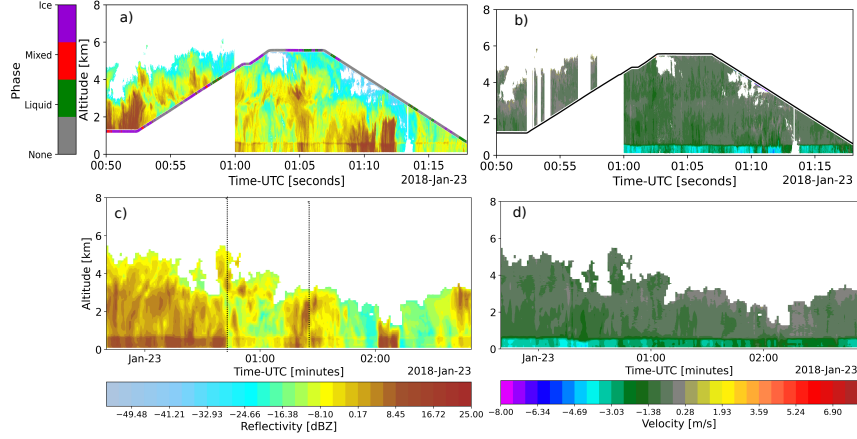 Ice
Mixed
Liquid
None
Phase
a)
8
6
4
2
0
Altitude [km]
00:50 00:55 01:00 01:05 01:10 01:15
Time-UTC [seconds] 2018-Jan-23
b)
8
6
4
2
0
00:50 00:55 01:00 01:05 01:10 01:15
Time-UTC [seconds] 2018-Jan-23
c)
8
6
4
2
0
Altitude [km]
Jan-23 01:00 02:00
Time-UTC [minutes] 2018-Jan-23
d)
8
6
4
2
0
Jan-23 01:00 02:00
Time-UTC [minutes] 2018-Jan-23
−49.48 −41.21 −32.93 −24.66 −16.38 −8.10 0.17 8.45 16.72 25.00
Reflectivity [dBZ]
−8.00 −6.34 −4.69 −3.03 −1.38 0.28 1.93 3.59 5.24 6.90
Velocity [m/s]